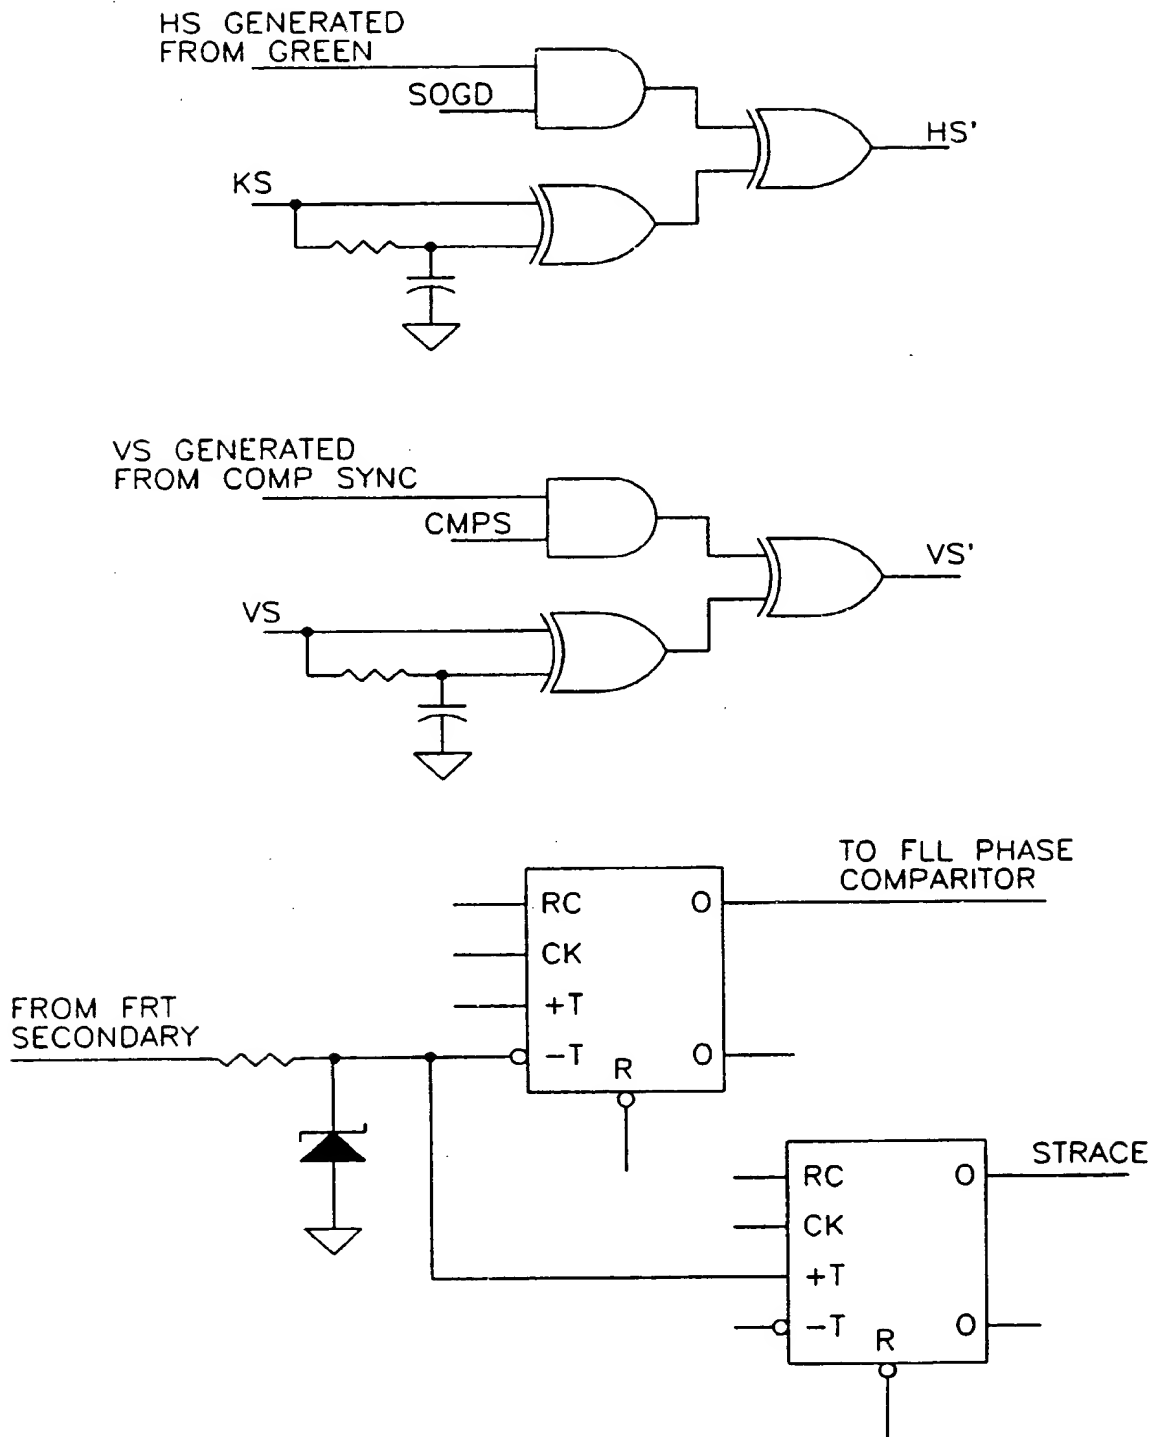 HS GENERATED
FROM GREEN
SOGD
HS'
KS
VS GENERATED
FROM COMP SYNC
CMPS
VS'
VS
TO FLL PHASE
COMPARITOR
RC O
CK
+T
FROM FRT
SECONDARY
-T O
R
STRACE
RC O
CK
+T
-T O
R